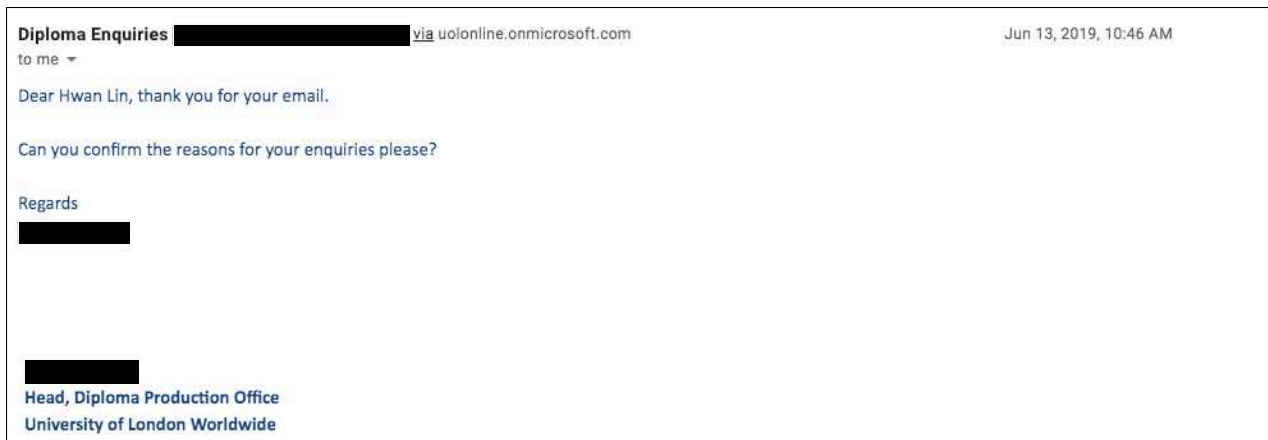 Diploma Enquiries via uolonline.onmicrosoft.com Jun 13, 2019, 10:46 AM
to me
Dear Hwan Lin, thank you for your email.
Can you confirm the reasons for your enquiries please?
Regards
Head, Diploma Production Office
University of London Worldwide